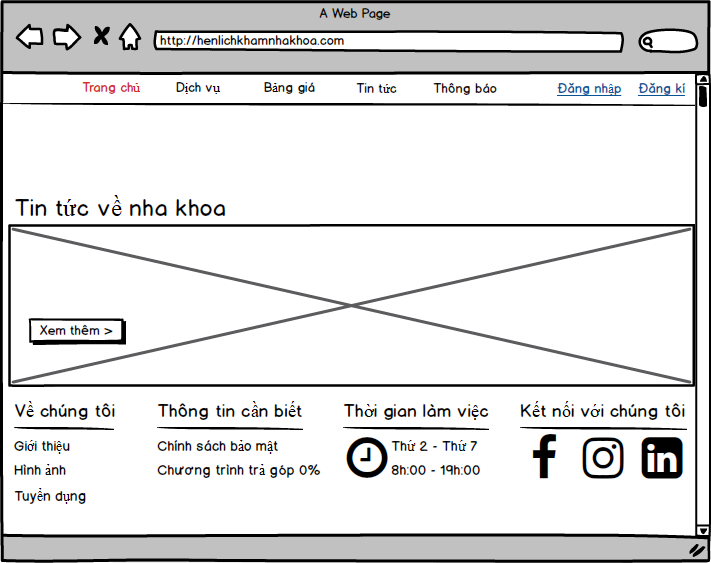 A Web Page
http://henlichkhamnhakhoa.com
Trang chủ Dịch vụ Bảng giá Tin tức Thông báo Đăng nhập Đăng kí
Tin tức về nha khoa
Xem thêm >
Về chúng tôi
Giới thiệu
Hình ảnh
Tuyển dụng
Thông tin cần biết
Chính sách bảo mật
Chương trình trả góp 0%
Thời gian làm việc
Thứ 2 - Thứ 7
8h:00 - 19h:00
Kết nối với chúng tôi
f
in